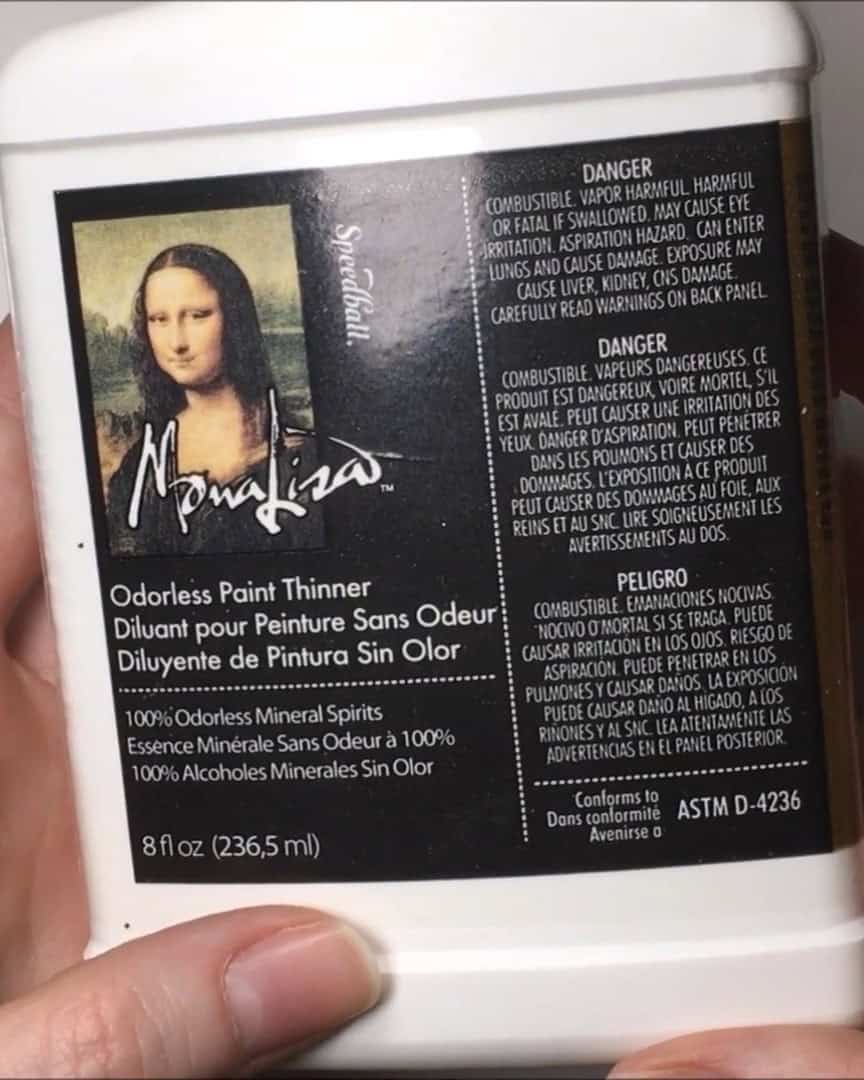 Speedball.
Mona Lisa™
Odorless Paint Thinner
Diluant pour Peinture Sans Odeur
Diluyente de Pintura Sin Olor
100% Odorless Mineral Spirits
Essence Minérale Sans Odeur à 100%
100% Alcoholes Minerales Sin Olor
8 fl oz (236,5 ml)
DANGER
COMBUSTIBLE. VAPOR HARMFUL. HARMFUL
OR FATAL IF SWALLOWED. MAY CAUSE EYE
IRRITATION. ASPIRATION HAZARD. CAN ENTER
LUNGS AND CAUSE DAMAGE. EXPOSURE MAY
CAUSE LIVER, KIDNEY, CNS DAMAGE.
CAREFULLY READ WARNINGS ON BACK PANEL.
DANGER
COMBUSTIBLE. VAPEURS DANGEREUSES. CE
PRODUIT EST DANGEREUX, VOIRE MORTEL, S'IL
EST AVALÉ. PEUT CAUSER UNE IRRITATION DES
YEUX. DANGER D'ASPIRATION. PEUT PÉNÉTRER
DANS LES POUMONS ET CAUSER DES
DOMMAGES. L'EXPOSITION À CE PRODUIT
PEUT CAUSER DES DOMMAGES AU FOIE, AUX
REINS ET AU SNC. LIRE SOIGNEUSEMENT LES
AVERTISSEMENTS AU DOS.
PELIGRO
COMBUSTIBLE. EMANACIONES NOCIVAS.
NOCIVO O MORTAL SI SE TRAGA. PUEDE
CAUSAR IRRITACIÓN EN LOS OJOS. RIESGO DE
ASPIRACIÓN. PUEDE PENETRAR EN LOS
PULMONES Y CAUSAR DAÑOS. LA EXPOSICIÓN
PUEDE CAUSAR DAÑO AL HÍGADO, A LOS
RIÑONES Y AL SNC. LEA ATENTAMENTE LAS
ADVERTENCIAS EN EL PANEL POSTERIOR.
Conforms to
Dans conformité
Avenirse a
ASTM D-4236